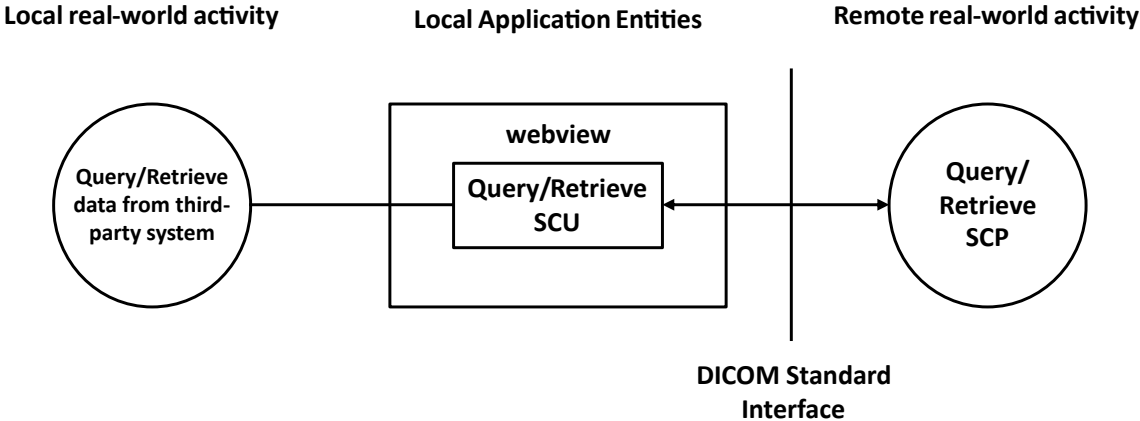 Local real-world activity
Local Application Entities
Remote real-world activity
Query/Retrieve
data from third-
party system
webview
Query/Retrieve
SCU
Query/
Retrieve
SCP
DICOM Standard
Interface